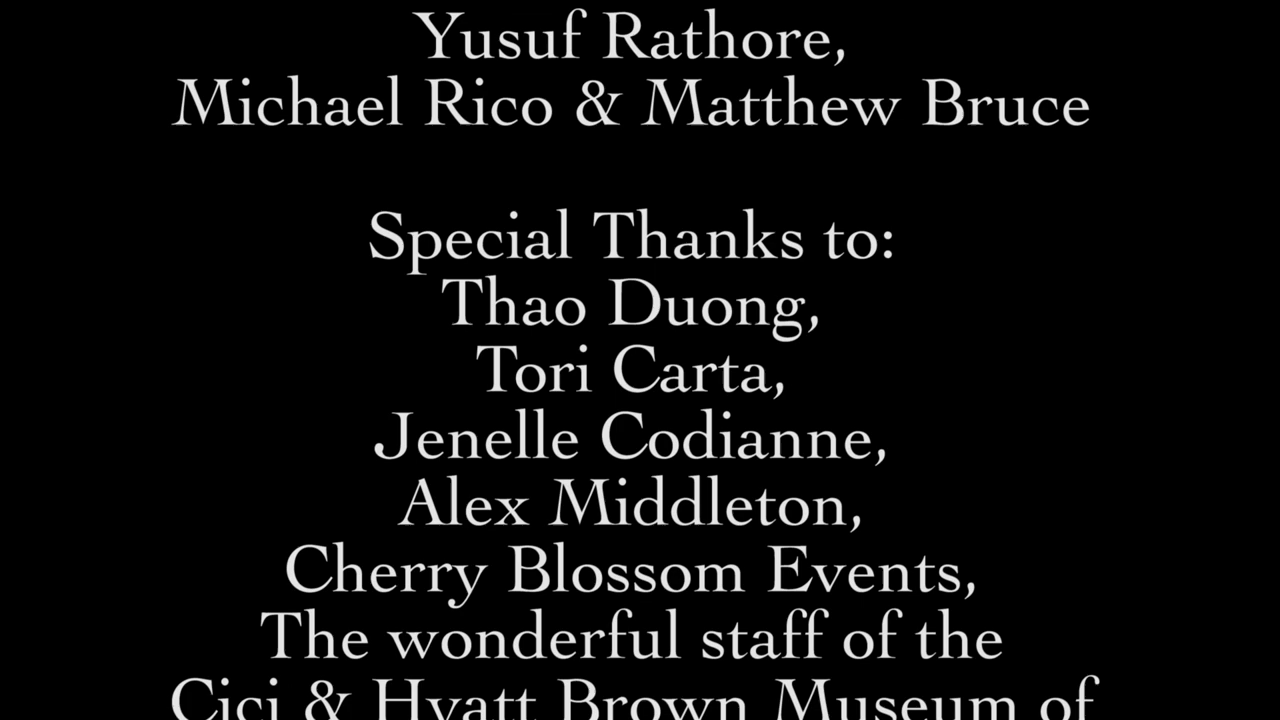 Yusuf Rathore,
Michael Rico & Matthew Bruce
Special Thanks to:
Thao Duong,
Tori Carta,
Jenelle Codianne,
Alex Middleton,
Cherry Blossom Events,
The wonderful staff of the
Cici & Hyatt Brown Museum of